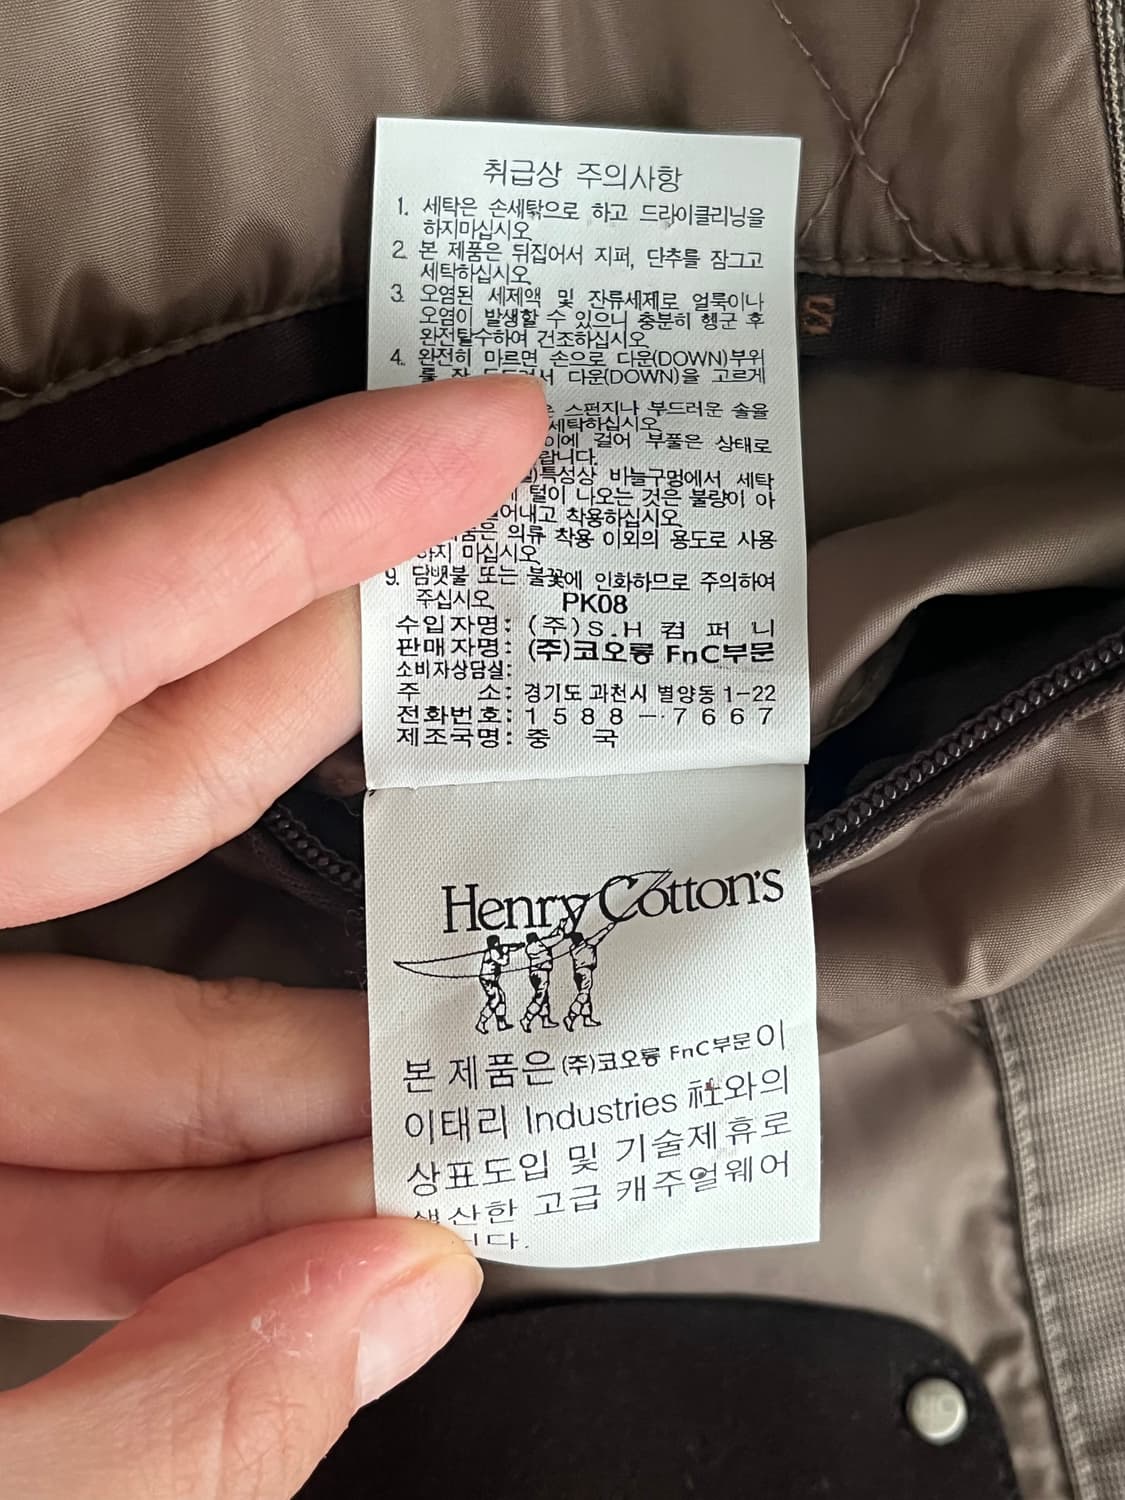 취급상 주의사항
1. 세탁은 손세탁으로 하고 드라이클리닝을
하지마십시오
2. 본 제품은 뒤집어서 지퍼, 단추를 잠그고
세탁하십시오
3. 오염된 세제액 및 잔류세제로 얼룩이나
오염이 발생할 수 있으니 충분히 헹군 후
완전탈수하여 건조하십시오
4. 완전히 마르면 손으로 다운(DOWN)부위
다운(DOWN)을 고르게
스펀지나 부드러운 솔을
세탁하십시오
걸어 부풀은 상태로
랍니다.
특성상 바늘구멍에서 세탁
털이 나오는 것은 불량이 아
착용하십시오
의류 착용 이외의 용도로 사용
하지 마십시오
9. 담뱃불 또는 불꽃에 인화하므로 주의하여
주십시오 PK08
수입자명: (주)S.H 컴 퍼 니
판매자명: (주)코오롱 FnC부문
소비자상담실:
주 소: 경기도 과천시 별양동 1-22
전화번호: 1 5 8 8 - 7 6 6 7
제조국명: 중 국
Henry Cotton's
본 제품은 (주)코오롱 FnC부문이
이태리 Industries 社와의
상표도입 및 기술제휴로
생산한 고급 캐주얼웨어
니다.
S